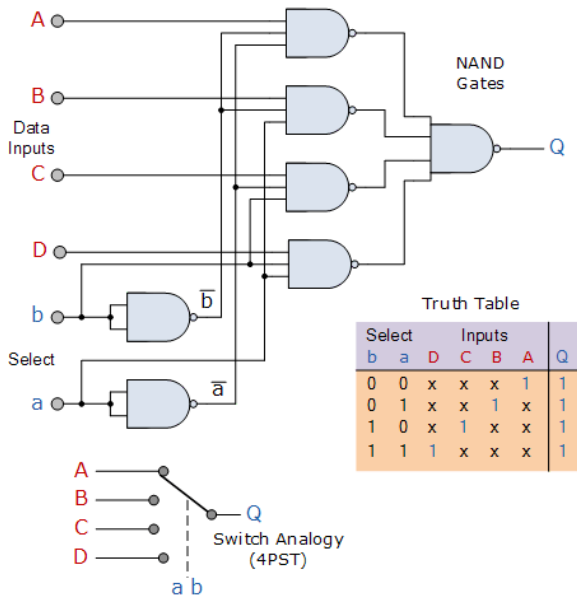 A
NAND
Gates
B
Data
Inputs
Q
C
D
b̅
b
Truth Table
Select Inputs
b a D C B A Q
Select
a̅
a
0 0 x x x 1 1
0 1 x x 1 x 1
1 0 x 1 x x 1
1 1 1 x x x 1
A
B
Q
C
Switch Analogy
(4PST)
D
a b